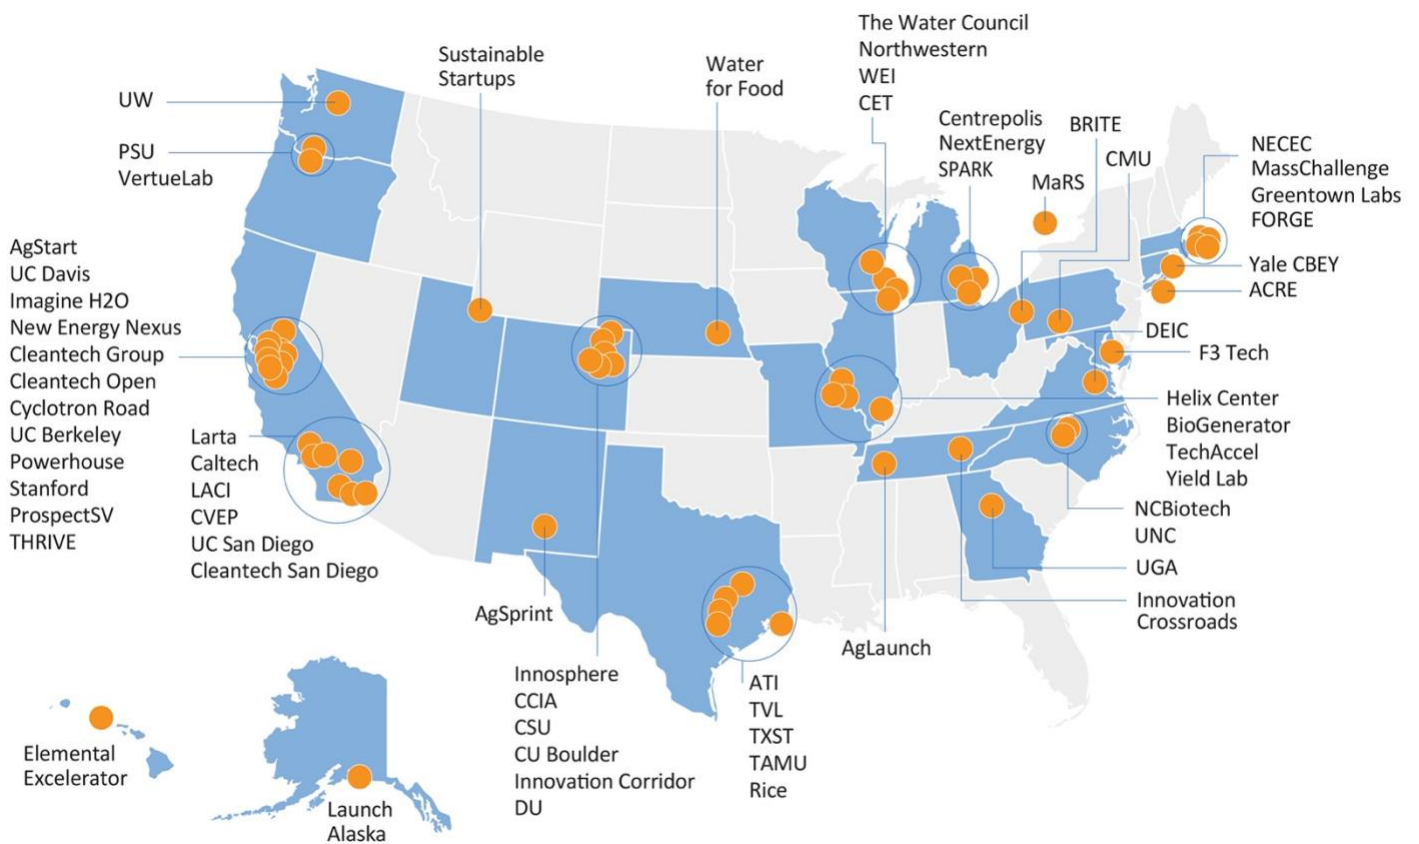 UW
PSU
VertueLab
Sustainable
Startups
Water
for Food
The Water Council
Northwestern
WEI
CET
Centrepolis
NextEnergy
SPARK
MaRS
BRITE
CMU
NECEC
MassChallenge
Greentown Labs
FORGE
Yale CBEY
ACRE
DEIC
F3 Tech
AgStart
UC Davis
Imagine H2O
New Energy Nexus
Cleantech Group
Cleantech Open
Cyclotron Road
UC Berkeley
Powerhouse
Stanford
ProspectSV
THRIVE
Larta
Caltech
LACI
CVEP
UC San Diego
Cleantech San Diego
Helix Center
BioGenerator
TechAccel
Yield Lab
NCBiotech
UNC
UGA
Innovation
Crossroads
AgSprint
AgLaunch
Innosphere
CCIA
CSU
CU Boulder
Innovation Corridor
DU
ATI
TVL
TXST
TAMU
Rice
Elemental
Excelerator
Launch
Alaska